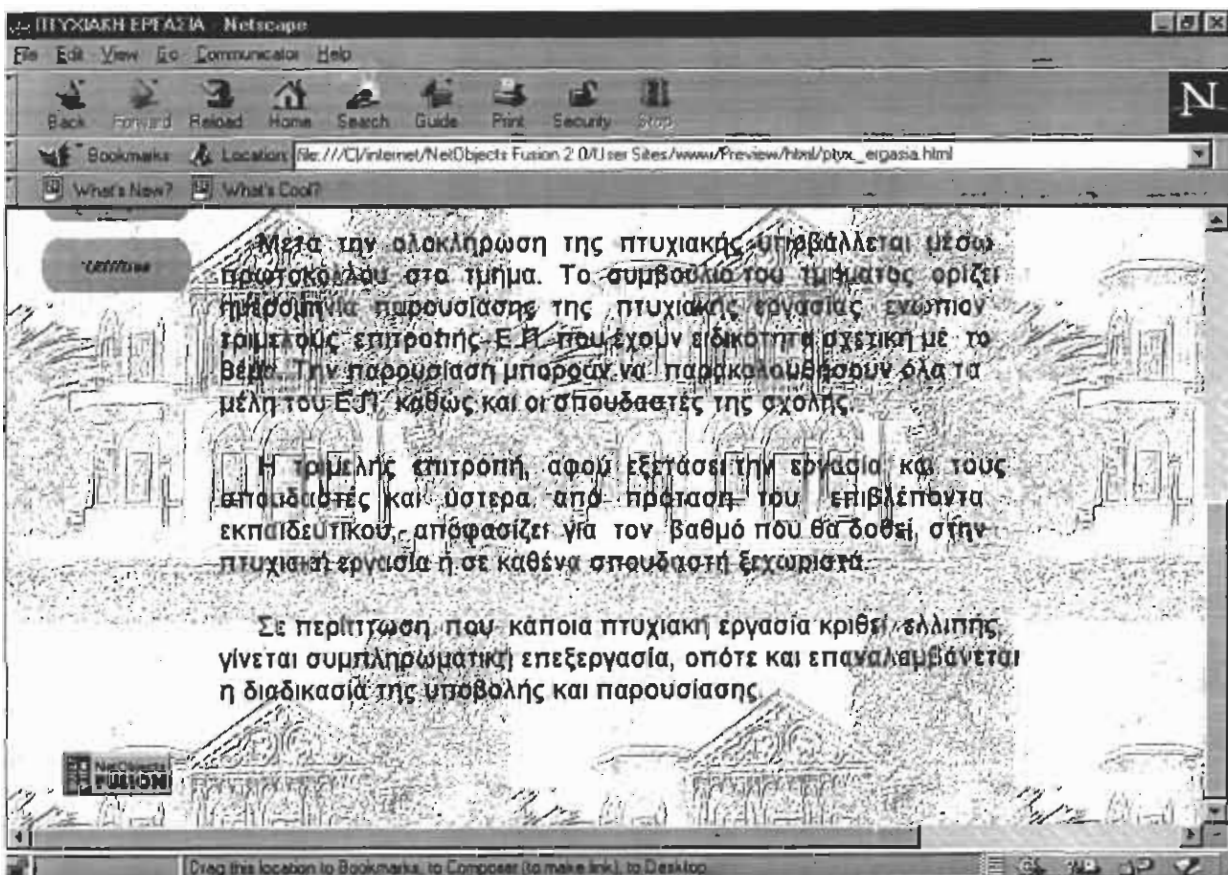 ΠΤΥΧΙΑΚΗ ΕΡΓΑΣΙΑ - Netscape
File Edit View Go Communicator Help
Back Forward Reload Home Search Guide Print Security Stop
Bookmarks Location: file:///C|/internet/NetObjects Fusion 2.0/User Sites/www/Preview/html/ptyx_ergasia.html
What's New? What's Cool?
Μετά την ολοκλήρωση της πτυχιακής υποβάλλεται μέσω
πρωτοκόλλου στο τμήμα. Το συμβούλιο του τμήματος ορίζει
ημερομηνία παρουσίασης της πτυχιακής εργασίας ενώπιον
τριμελούς επιτροπής Ε.Π. που έχουν ειδικότητα σχετική με το
θέμα. Την παρουσίαση μπορούν να παρακολουθήσουν όλα τα
μέλη του Ε.Π. καθώς και οι σπουδαστές της σχολής.
Η τριμελής επιτροπή, αφού εξετάσει την εργασία και τους
σπουδαστές και ύστερα από πρόταση του επιβλέποντα
εκπαιδευτικού, αποφασίζει για τον βαθμό που θα δοθεί στην
πτυχιακή εργασία ή σε καθένα σπουδαστή ξεχωριστά.
Σε περίπτωση που κάποια πτυχιακή εργασία κριθεί ελλιπής,
γίνεται συμπληρωματική επεξεργασία, οπότε και επαναλαμβάνεται
η διαδικασία της υποβολής και παρουσίασης.
NetObjects
FUSION
Drag this location to Bookmarks, to Composer (to make link), to Desktop